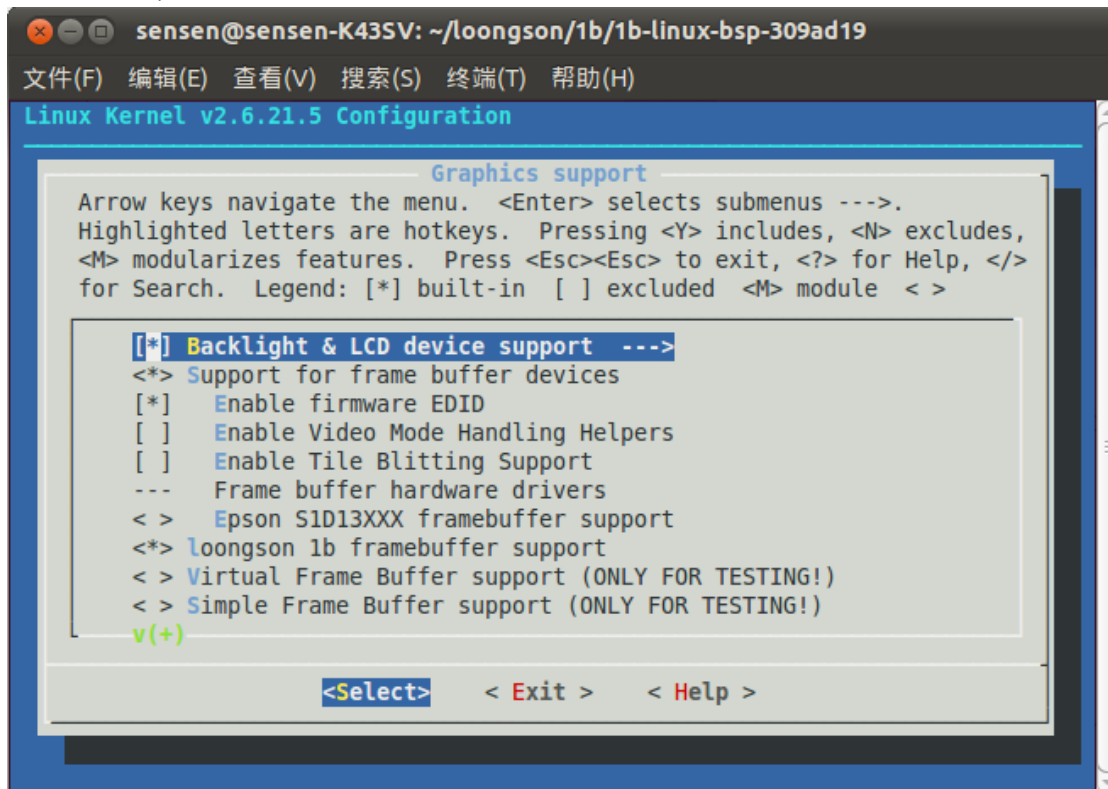 sensen@sensen-K43SV: ~/loongson/1b/1b-linux-bsp-309ad19
文件(F) 编辑(E) 查看(V) 搜索(S) 终端(T) 帮助(H)
Linux Kernel v2.6.21.5 Configuration
Graphics support
Arrow keys navigate the menu. <Enter> selects submenus --->.
Highlighted letters are hotkeys. Pressing <Y> includes, <N> excludes,
<M> modularizes features. Press <Esc><Esc> to exit, <?> for Help, </>
for Search. Legend: [*] built-in [ ] excluded <M> module < >
[*] Backlight & LCD device support --->
<*> Support for frame buffer devices
[*] Enable firmware EDID
[ ] Enable Video Mode Handling Helpers
[ ] Enable Tile Blitting Support
--- Frame buffer hardware drivers
< > Epson S1D13XXX framebuffer support
<*> loongson 1b framebuffer support
< > Virtual Frame Buffer support (ONLY FOR TESTING!)
< > Simple Frame Buffer support (ONLY FOR TESTING!)
v(+)
<Select> < Exit > < Help >